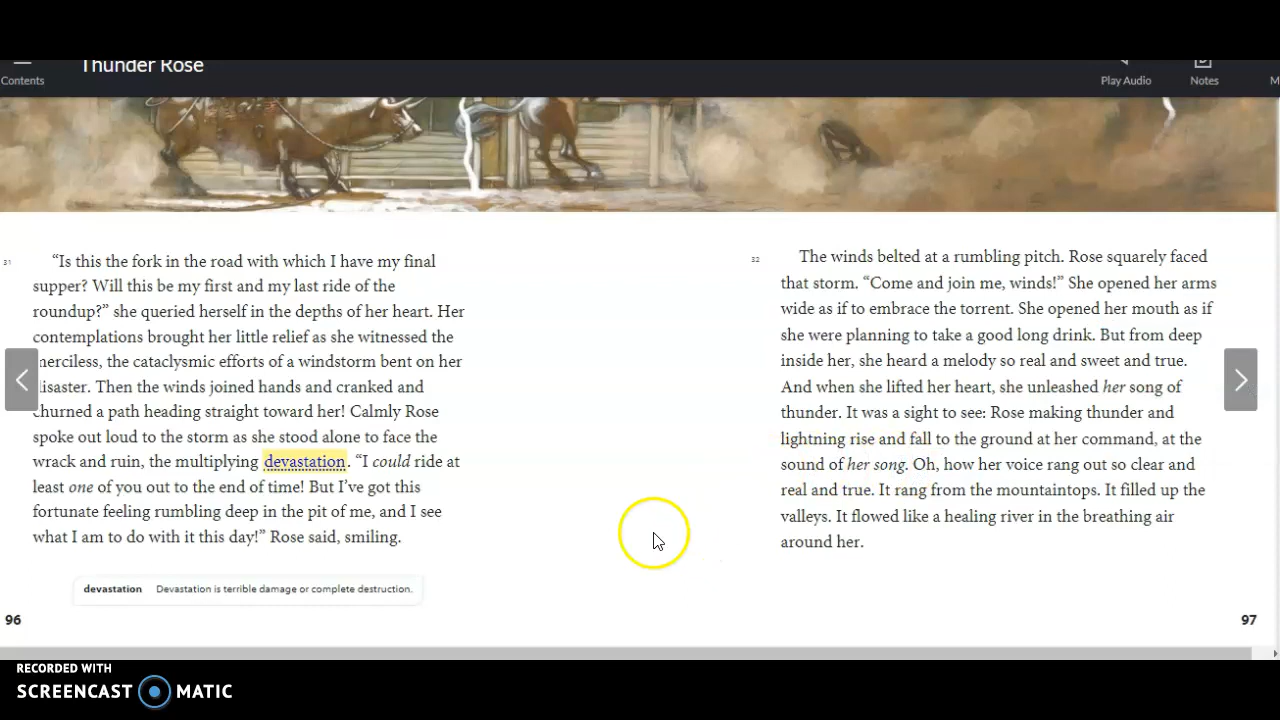 Thunder Rose
Contents
Play Audio
Notes
M
31
“Is this the fork in the road with which I have my final
supper? Will this be my first and my last ride of the
roundup?” she queried herself in the depths of her heart. Her
contemplations brought her little relief as she witnessed the
merciless, the cataclysmic efforts of a windstorm bent on her
disaster. Then the winds joined hands and cranked and
churned a path heading straight toward her! Calmly Rose
spoke out loud to the storm as she stood alone to face the
wrack and ruin, the multiplying devastation. “I could ride at
least one of you out to the end of time! But I’ve got this
fortunate feeling rumbling deep in the pit of me, and I see
what I am to do with it this day!” Rose said, smiling.
devastation Devastation is terrible damage or complete destruction.
96
32
The winds belted at a rumbling pitch. Rose squarely faced
that storm. “Come and join me, winds!” She opened her arms
wide as if to embrace the torrent. She opened her mouth as if
she were planning to take a good long drink. But from deep
inside her, she heard a melody so real and sweet and true.
And when she lifted her heart, she unleashed her song of
thunder. It was a sight to see: Rose making thunder and
lightning rise and fall to the ground at her command, at the
sound of her song. Oh, how her voice rang out so clear and
real and true. It rang from the mountaintops. It filled up the
valleys. It flowed like a healing river in the breathing air
around her.
97
RECORDED WITH
SCREENCAST MATIC